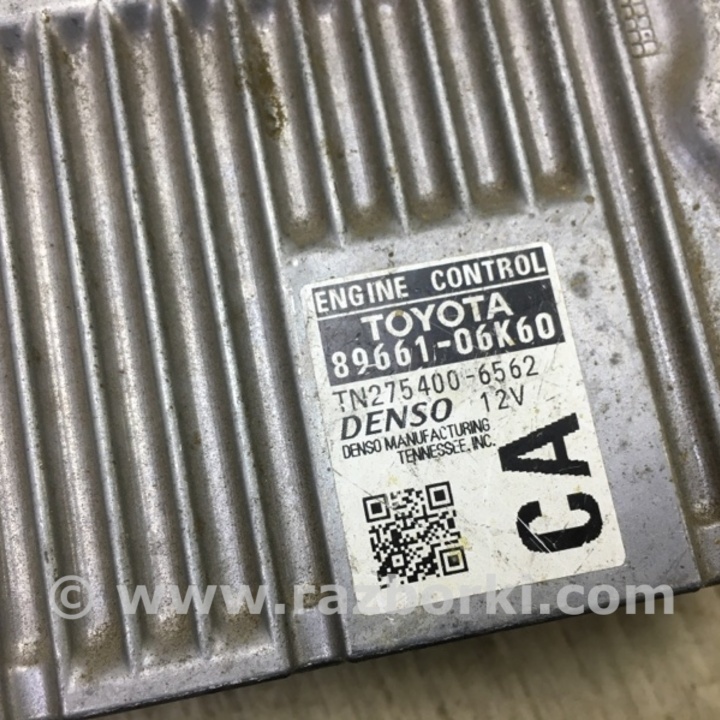 ENGINE CONTROL
TOYOTA
89661-06K60
TN275400-6562
DENSO 12V
DENSO MANUFACTURING
TENNESSEE, INC.
CA
© www.razborki.com